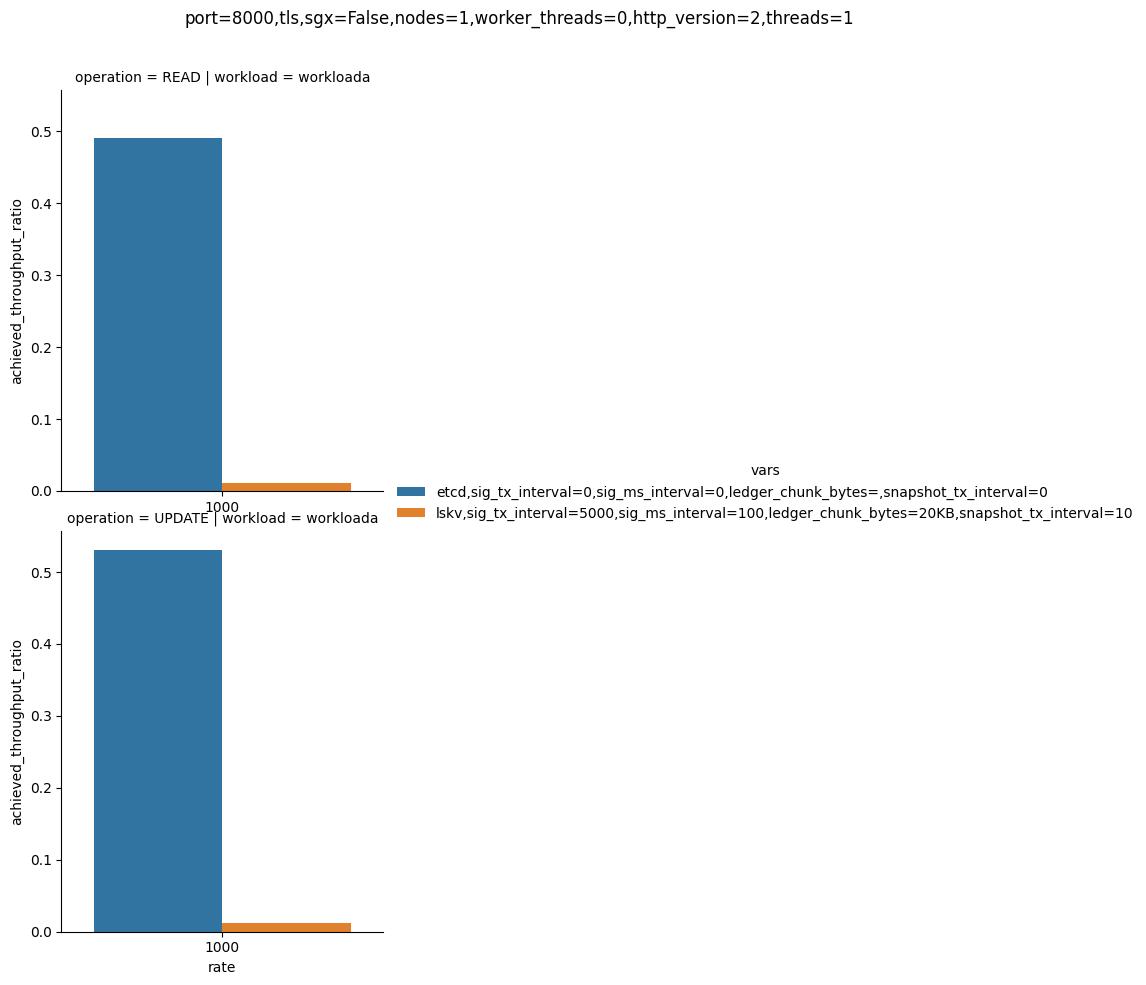 port=8000,tls,sgx=False,nodes=1,worker_threads=0,http_version=2,threads=1
operation = READ | workload = workloada
0.5
0.4
0.3
0.2
0.1
0.0
achieved_throughput_ratio
1000
vars
etcd,sig_tx_interval=0,sig_ms_interval=0,ledger_chunk_bytes=,snapshot_tx_interval=0
lskv,sig_tx_interval=5000,sig_ms_interval=100,ledger_chunk_bytes=20KB,snapshot_tx_interval=10
operation = UPDATE | workload = workloada
0.5
0.4
0.3
0.2
0.1
0.0
achieved_throughput_ratio
1000
rate